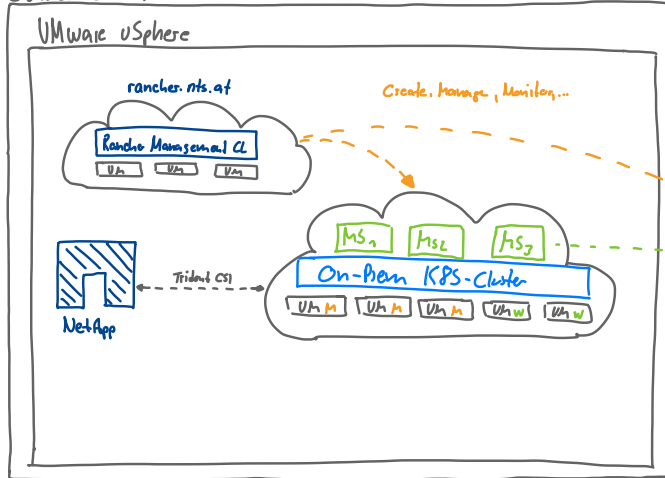 VMware vSphere
rancher.nts.at
Create, Manage, Monitor,...
Rancher Management CL
VM VM VM
MS1 MS2 MS3
On-Prem K8S-Cluster
Trident CSI
VM M VM M VM M VM W VM W
NetApp